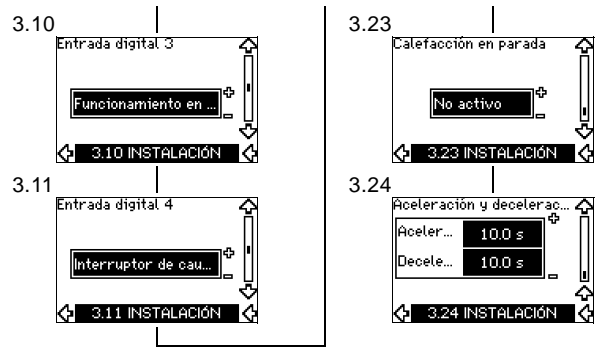 3.10
Entrada digital 3
Funcionamiento en ...
3.10 INSTALACIÓN
3.11
Entrada digital 4
Interruptor de cau...
3.11 INSTALACIÓN
3.23
Calefacción en parada
No activo
3.23 INSTALACIÓN
3.24
Aceleración y decelerac...
Aceler... 10.0 s
Decele... 10.0 s
3.24 INSTALACIÓN